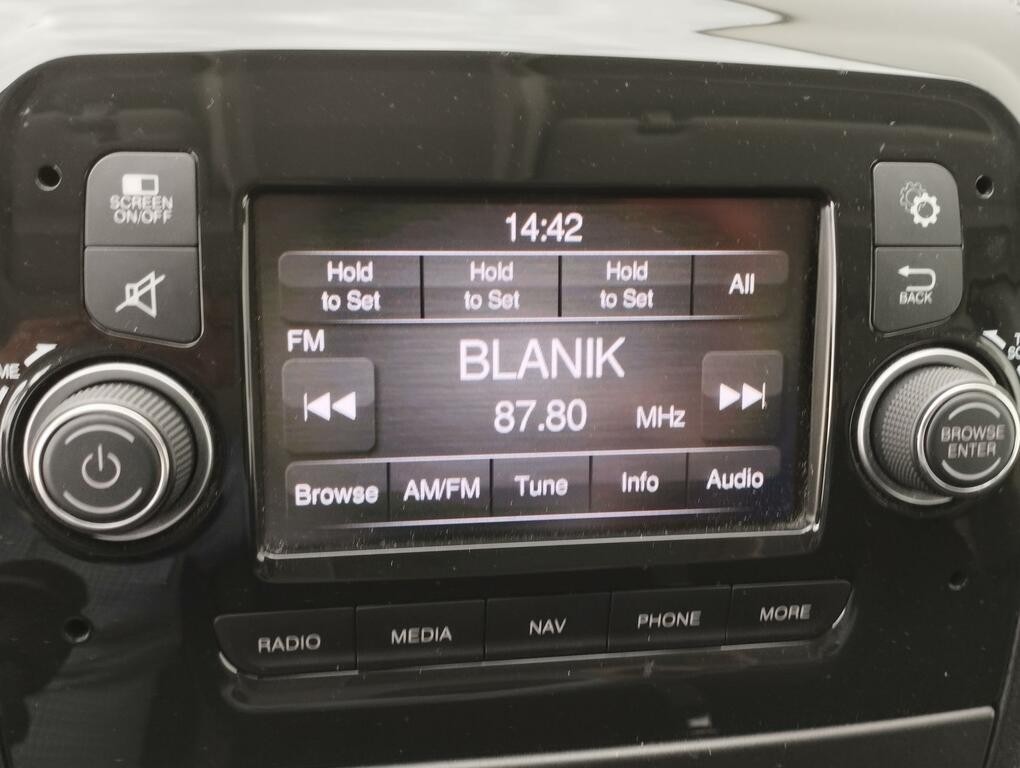 SCREEN
ON/OFF
14:42
Hold
to Set
Hold
to Set
Hold
to Set
All
BACK
FM
BLANIK
87.80 MHz
BROWSE
ENTER
Browse
AM/FM
Tune
Info
Audio
RADIO
MEDIA
NAV
PHONE
MORE